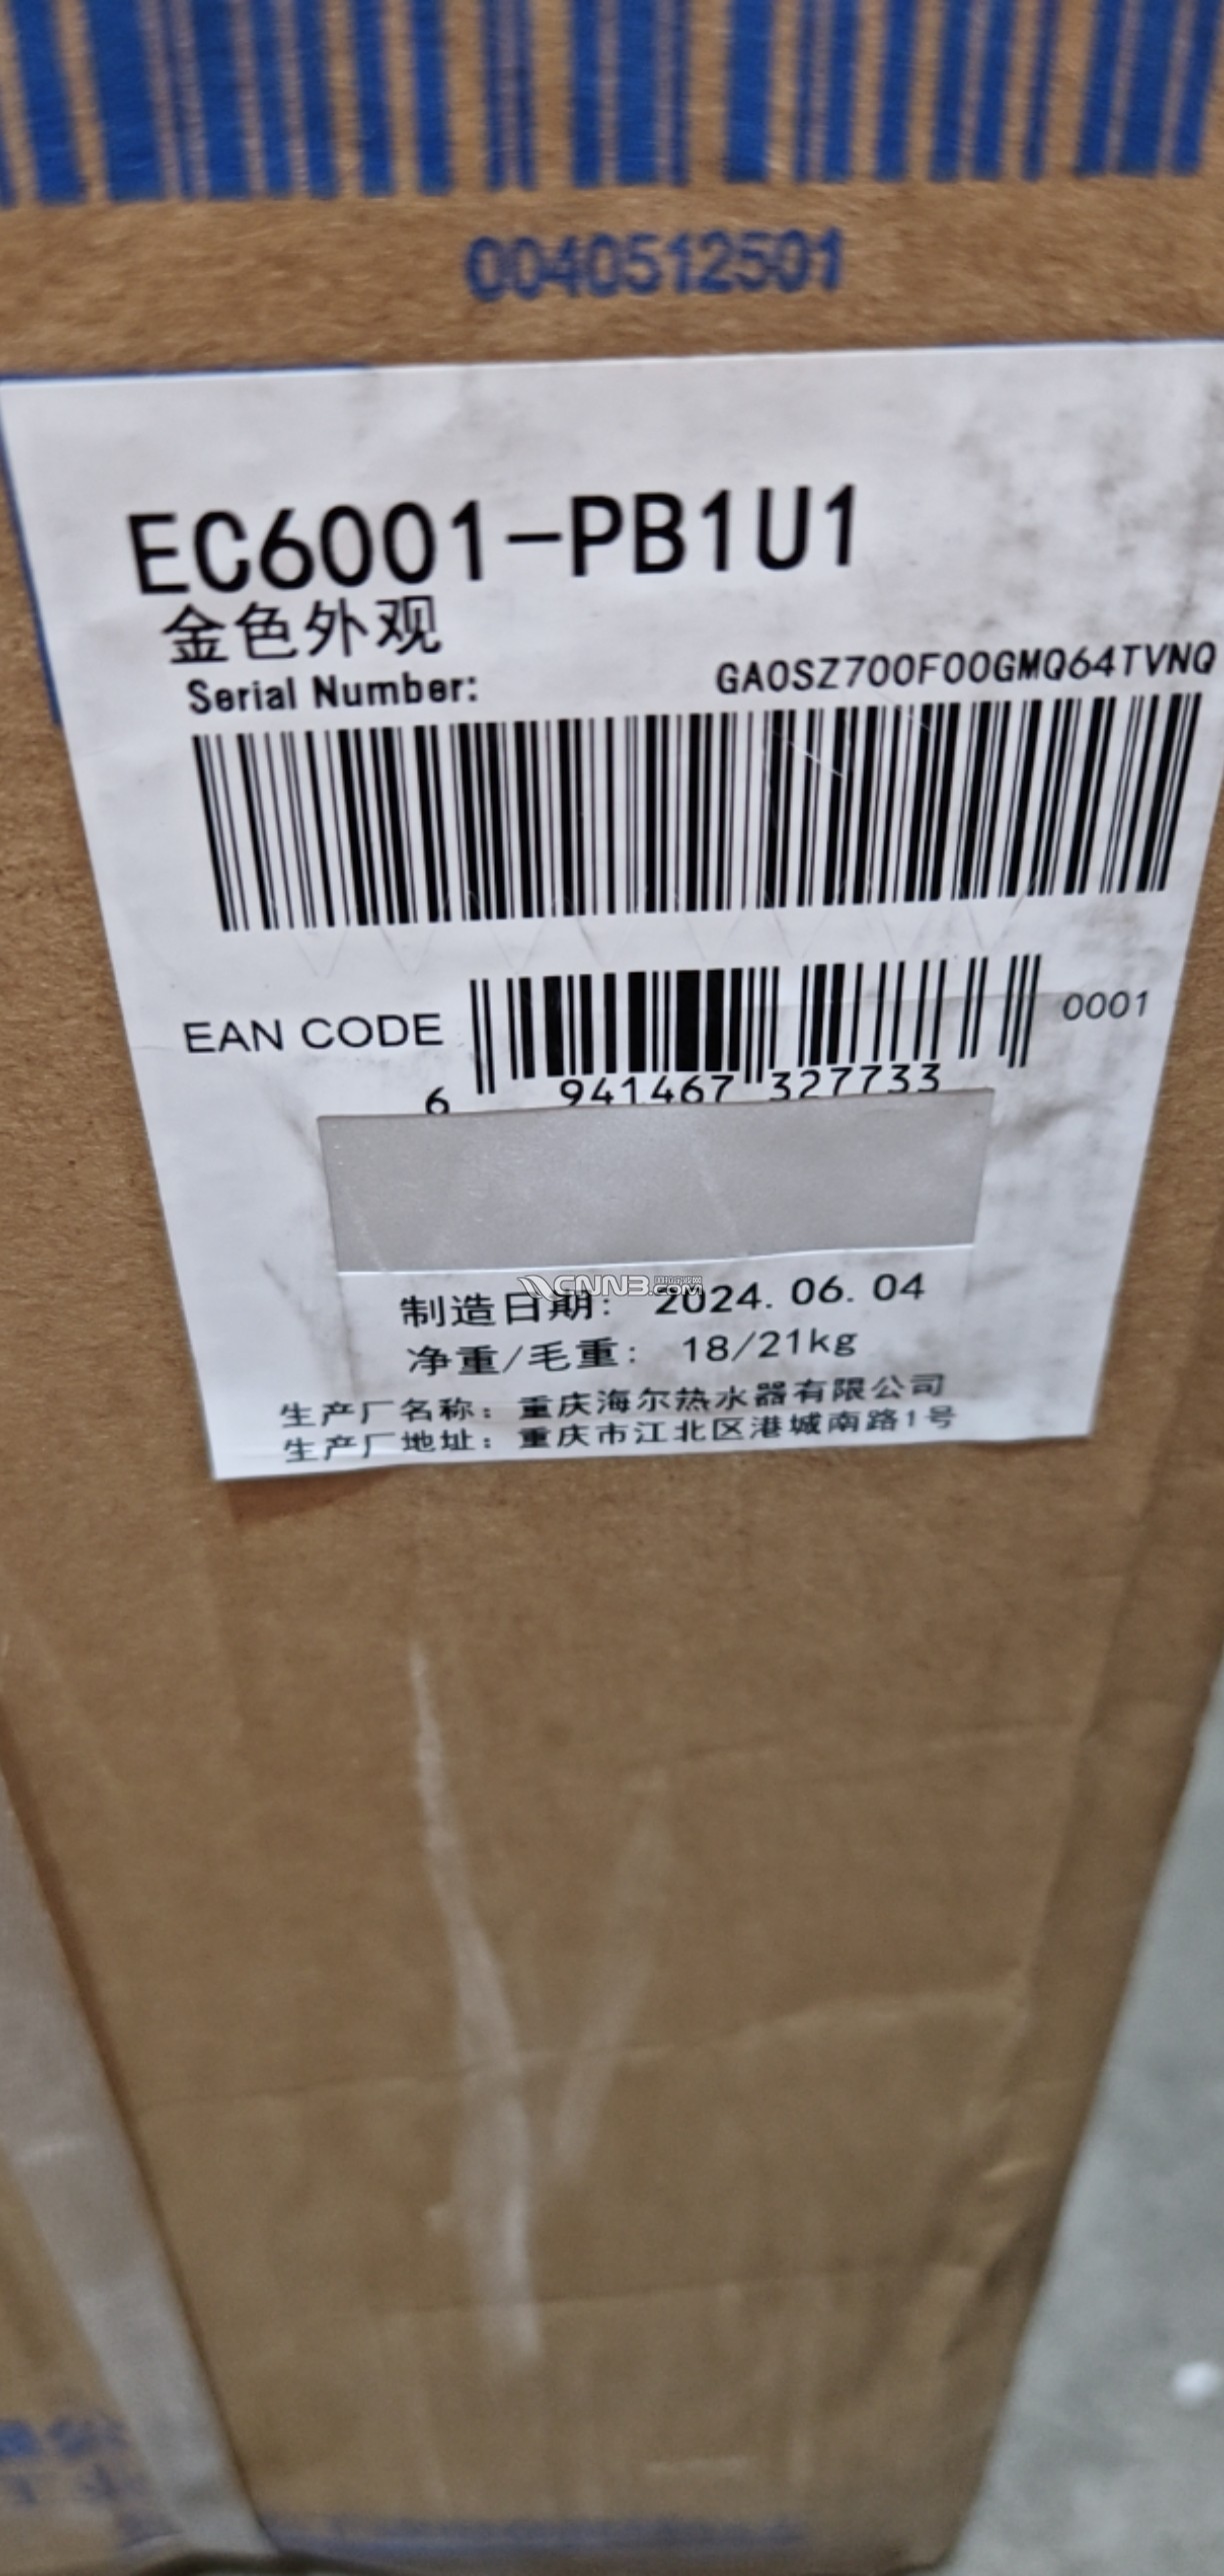 0040512501
EC6001-PB1U1
金色外观
Serial Number: GA0SZ700F00GMQ64TVNQ
EAN CODE 0001
6 941467 327733
CNNB.com
制造日期: 2024.06.04
净重/毛重: 18/21kg
生产厂名称: 重庆海尔热水器有限公司
生产厂地址: 重庆市江北区港城南路1号